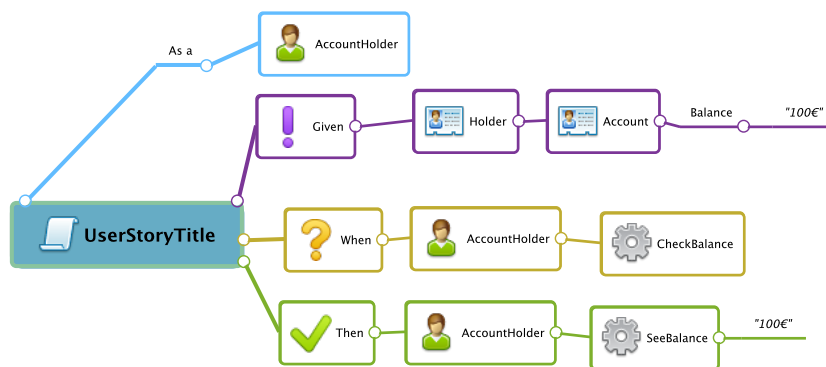 As a
AccountHolder
Given
Holder
Account
Balance
"100€"
UserStoryTitle
When
AccountHolder
CheckBalance
Then
AccountHolder
SeeBalance
"100€"